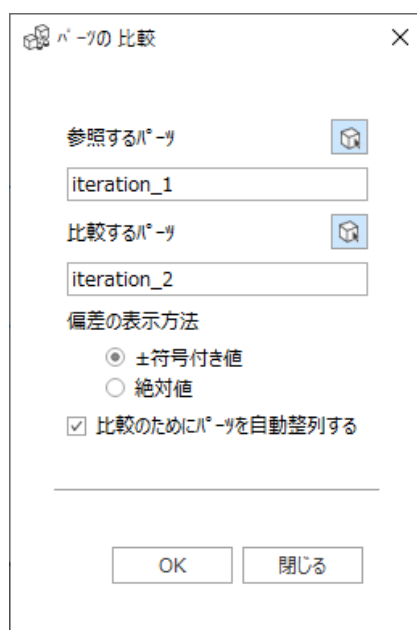 ﾊﾟｰﾂの 比較
参照するﾊﾟｰﾂ
iteration_1
比較するﾊﾟｰﾂ
iteration_2
偏差の表示方法
±符号付き値
絶対値
比較のためにﾊﾟｰﾂを自動整列する
OK 閉じる